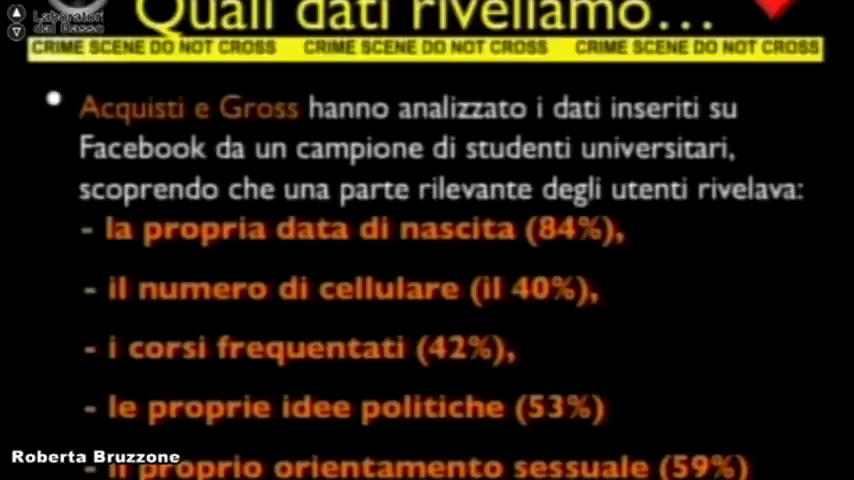 Quali dati riveliamo...
Laboratori
dal Basso
CRIME SCENE DO NOT CROSS CRIME SCENE DO NOT CROSS CRIME SCENE DO NOT CROSS
• Acquisti e Gross hanno analizzato i dati inseriti su
Facebook da un campione di studenti universitari,
scoprendo che una parte rilevante degli utenti rivelava:
- la propria data di nascita (84%),
- il numero di cellulare (il 40%),
- i corsi frequentati (42%),
- le proprie idee politiche (53%)
- il proprio orientamento sessuale (59%)
Roberta Bruzzone